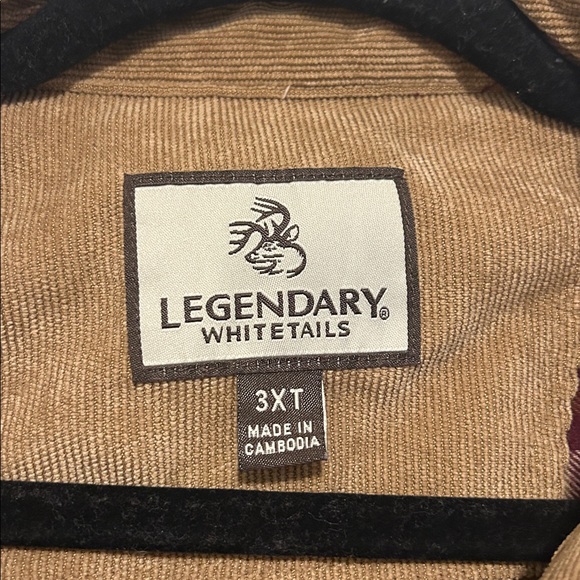 LEGENDARY®
WHITETAILS
3XT
MADE IN
CAMBODIA